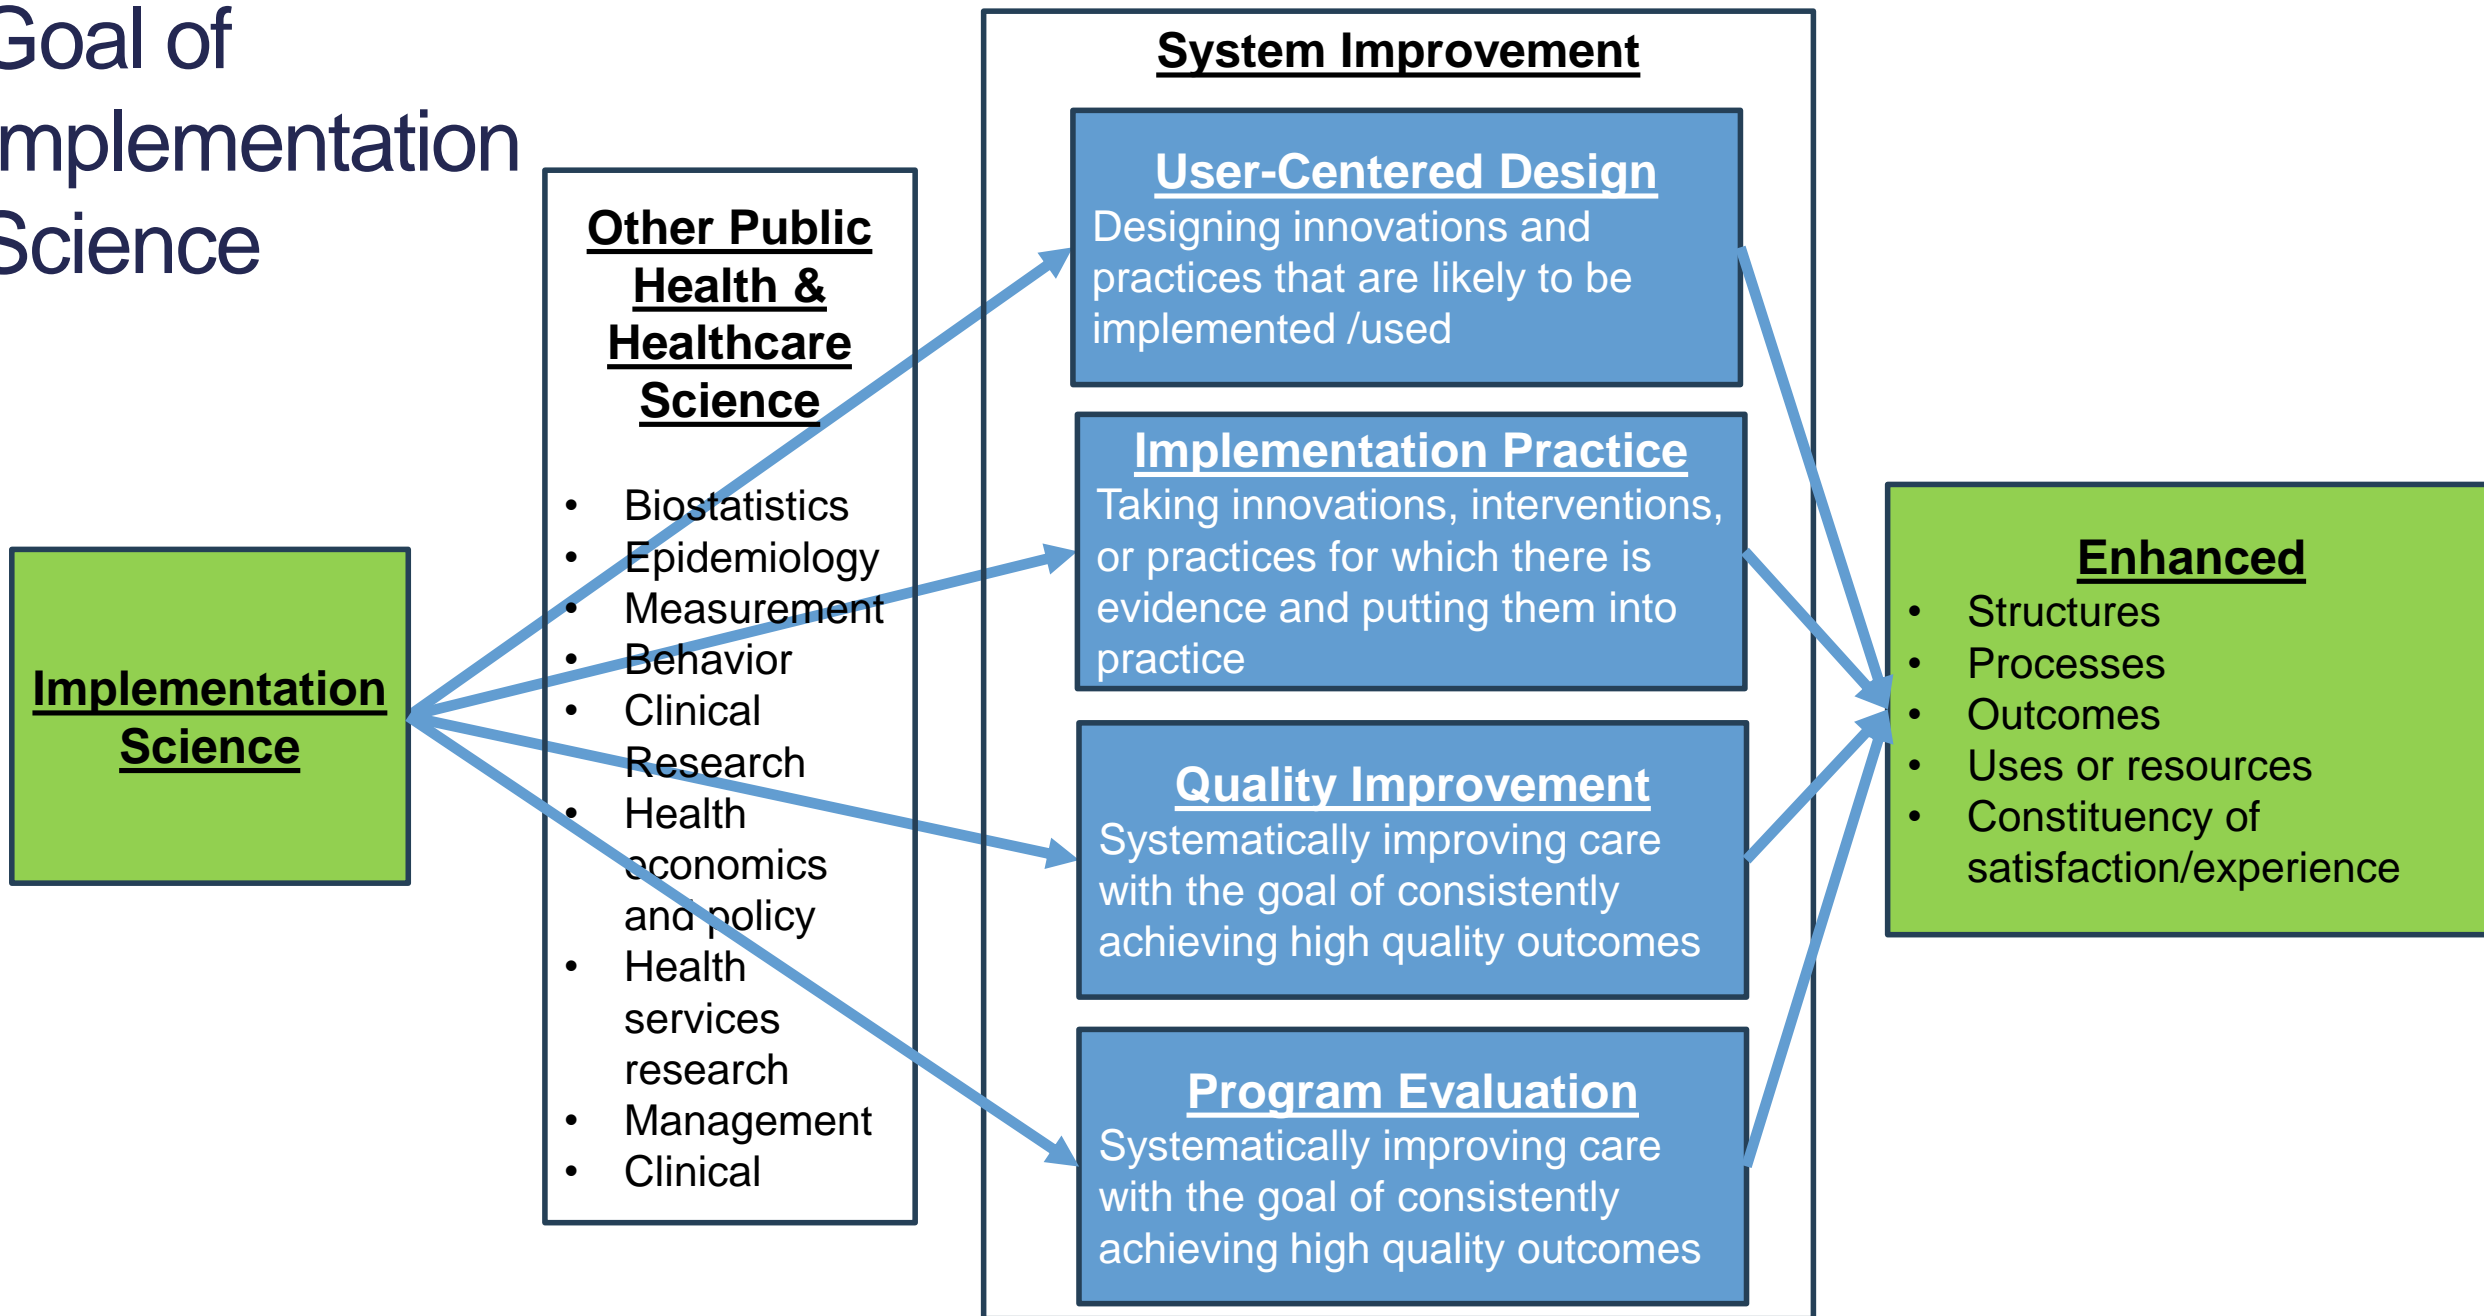 Goal of
Implementation
Science
Other Public
Health &
Healthcare
Science
• Biostatistics
• Epidemiology
• Measurement
• Behavior
• Clinical
Research
• Health
economics
and policy
• Health
services
research
• Management
• Clinical
Implementation
Science
System Improvement
User-Centered Design
Designing innovations and
practices that are likely to be
implemented /used
Implementation Practice
Taking innovations, interventions,
or practices for which there is
evidence and putting them into
practice
Quality Improvement
Systematically improving care
with the goal of consistently
achieving high quality outcomes
Program Evaluation
Systematically improving care
with the goal of consistently
achieving high quality outcomes
Enhanced
• Structures
• Processes
• Outcomes
• Uses or resources
• Constituency of
satisfaction/experience